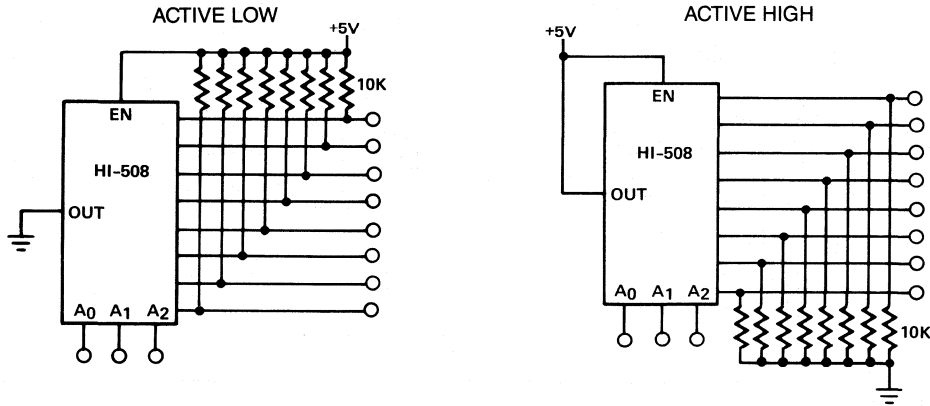 ACTIVE LOW
+5V
10K
EN
HI-508
OUT
A0 A1 A2
ACTIVE HIGH
+5V
EN
HI-508
OUT
A0 A1 A2
10K